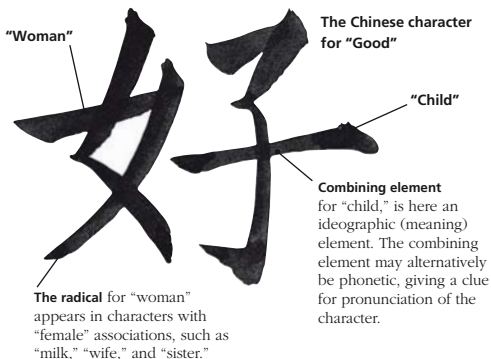 “Woman”
The Chinese character
for “Good”
好
“Child”
Combining element
for “child,” is here an
ideographic (meaning)
element. The combining
element may alternatively
be phonetic, giving a clue
for pronunciation of the
character.
The radical for “woman”
appears in characters with
“female” associations, such as
“milk,” “wife,” and “sister.”